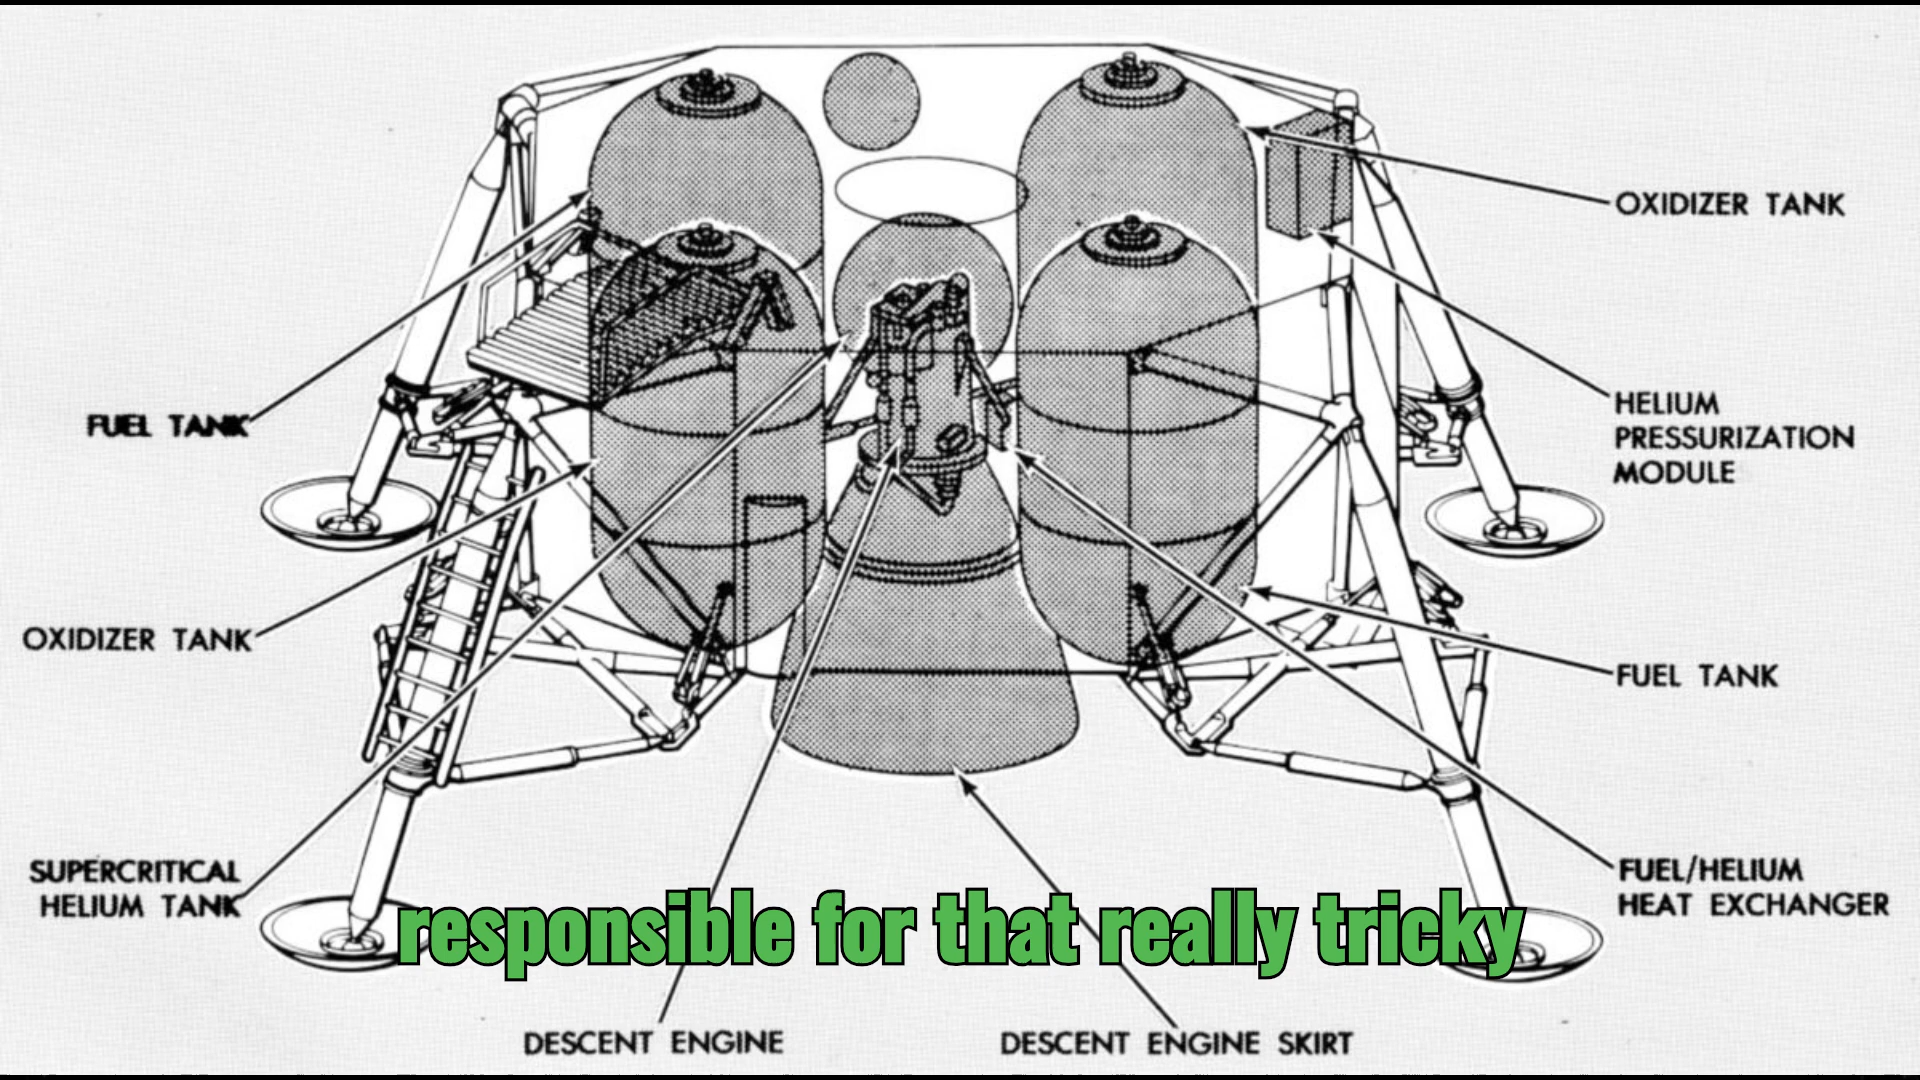 OXIDIZER TANK
HELIUM
PRESSURIZATION
MODULE
FUEL TANK
OXIDIZER TANK
FUEL TANK
SUPERCRITICAL
HELIUM TANK
FUEL/HELIUM
HEAT EXCHANGER
responsible for that really tricky
DESCENT ENGINE
DESCENT ENGINE SKIRT